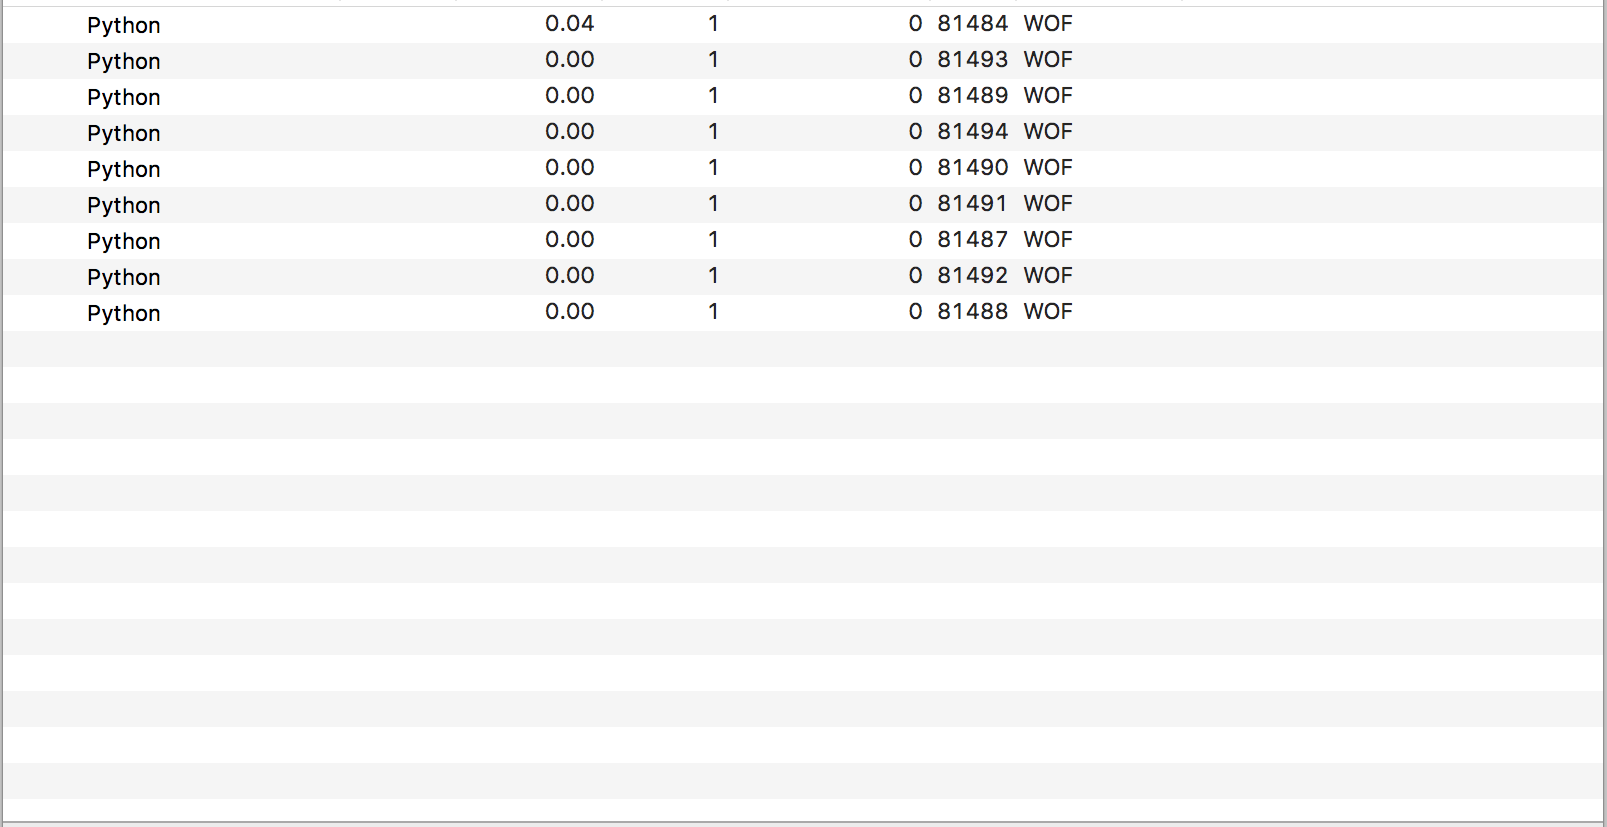 Python 0.04 1 0 81484 WOF
Python 0.00 1 0 81493 WOF
Python 0.00 1 0 81489 WOF
Python 0.00 1 0 81494 WOF
Python 0.00 1 0 81490 WOF
Python 0.00 1 0 81491 WOF
Python 0.00 1 0 81487 WOF
Python 0.00 1 0 81492 WOF
Python 0.00 1 0 81488 WOF